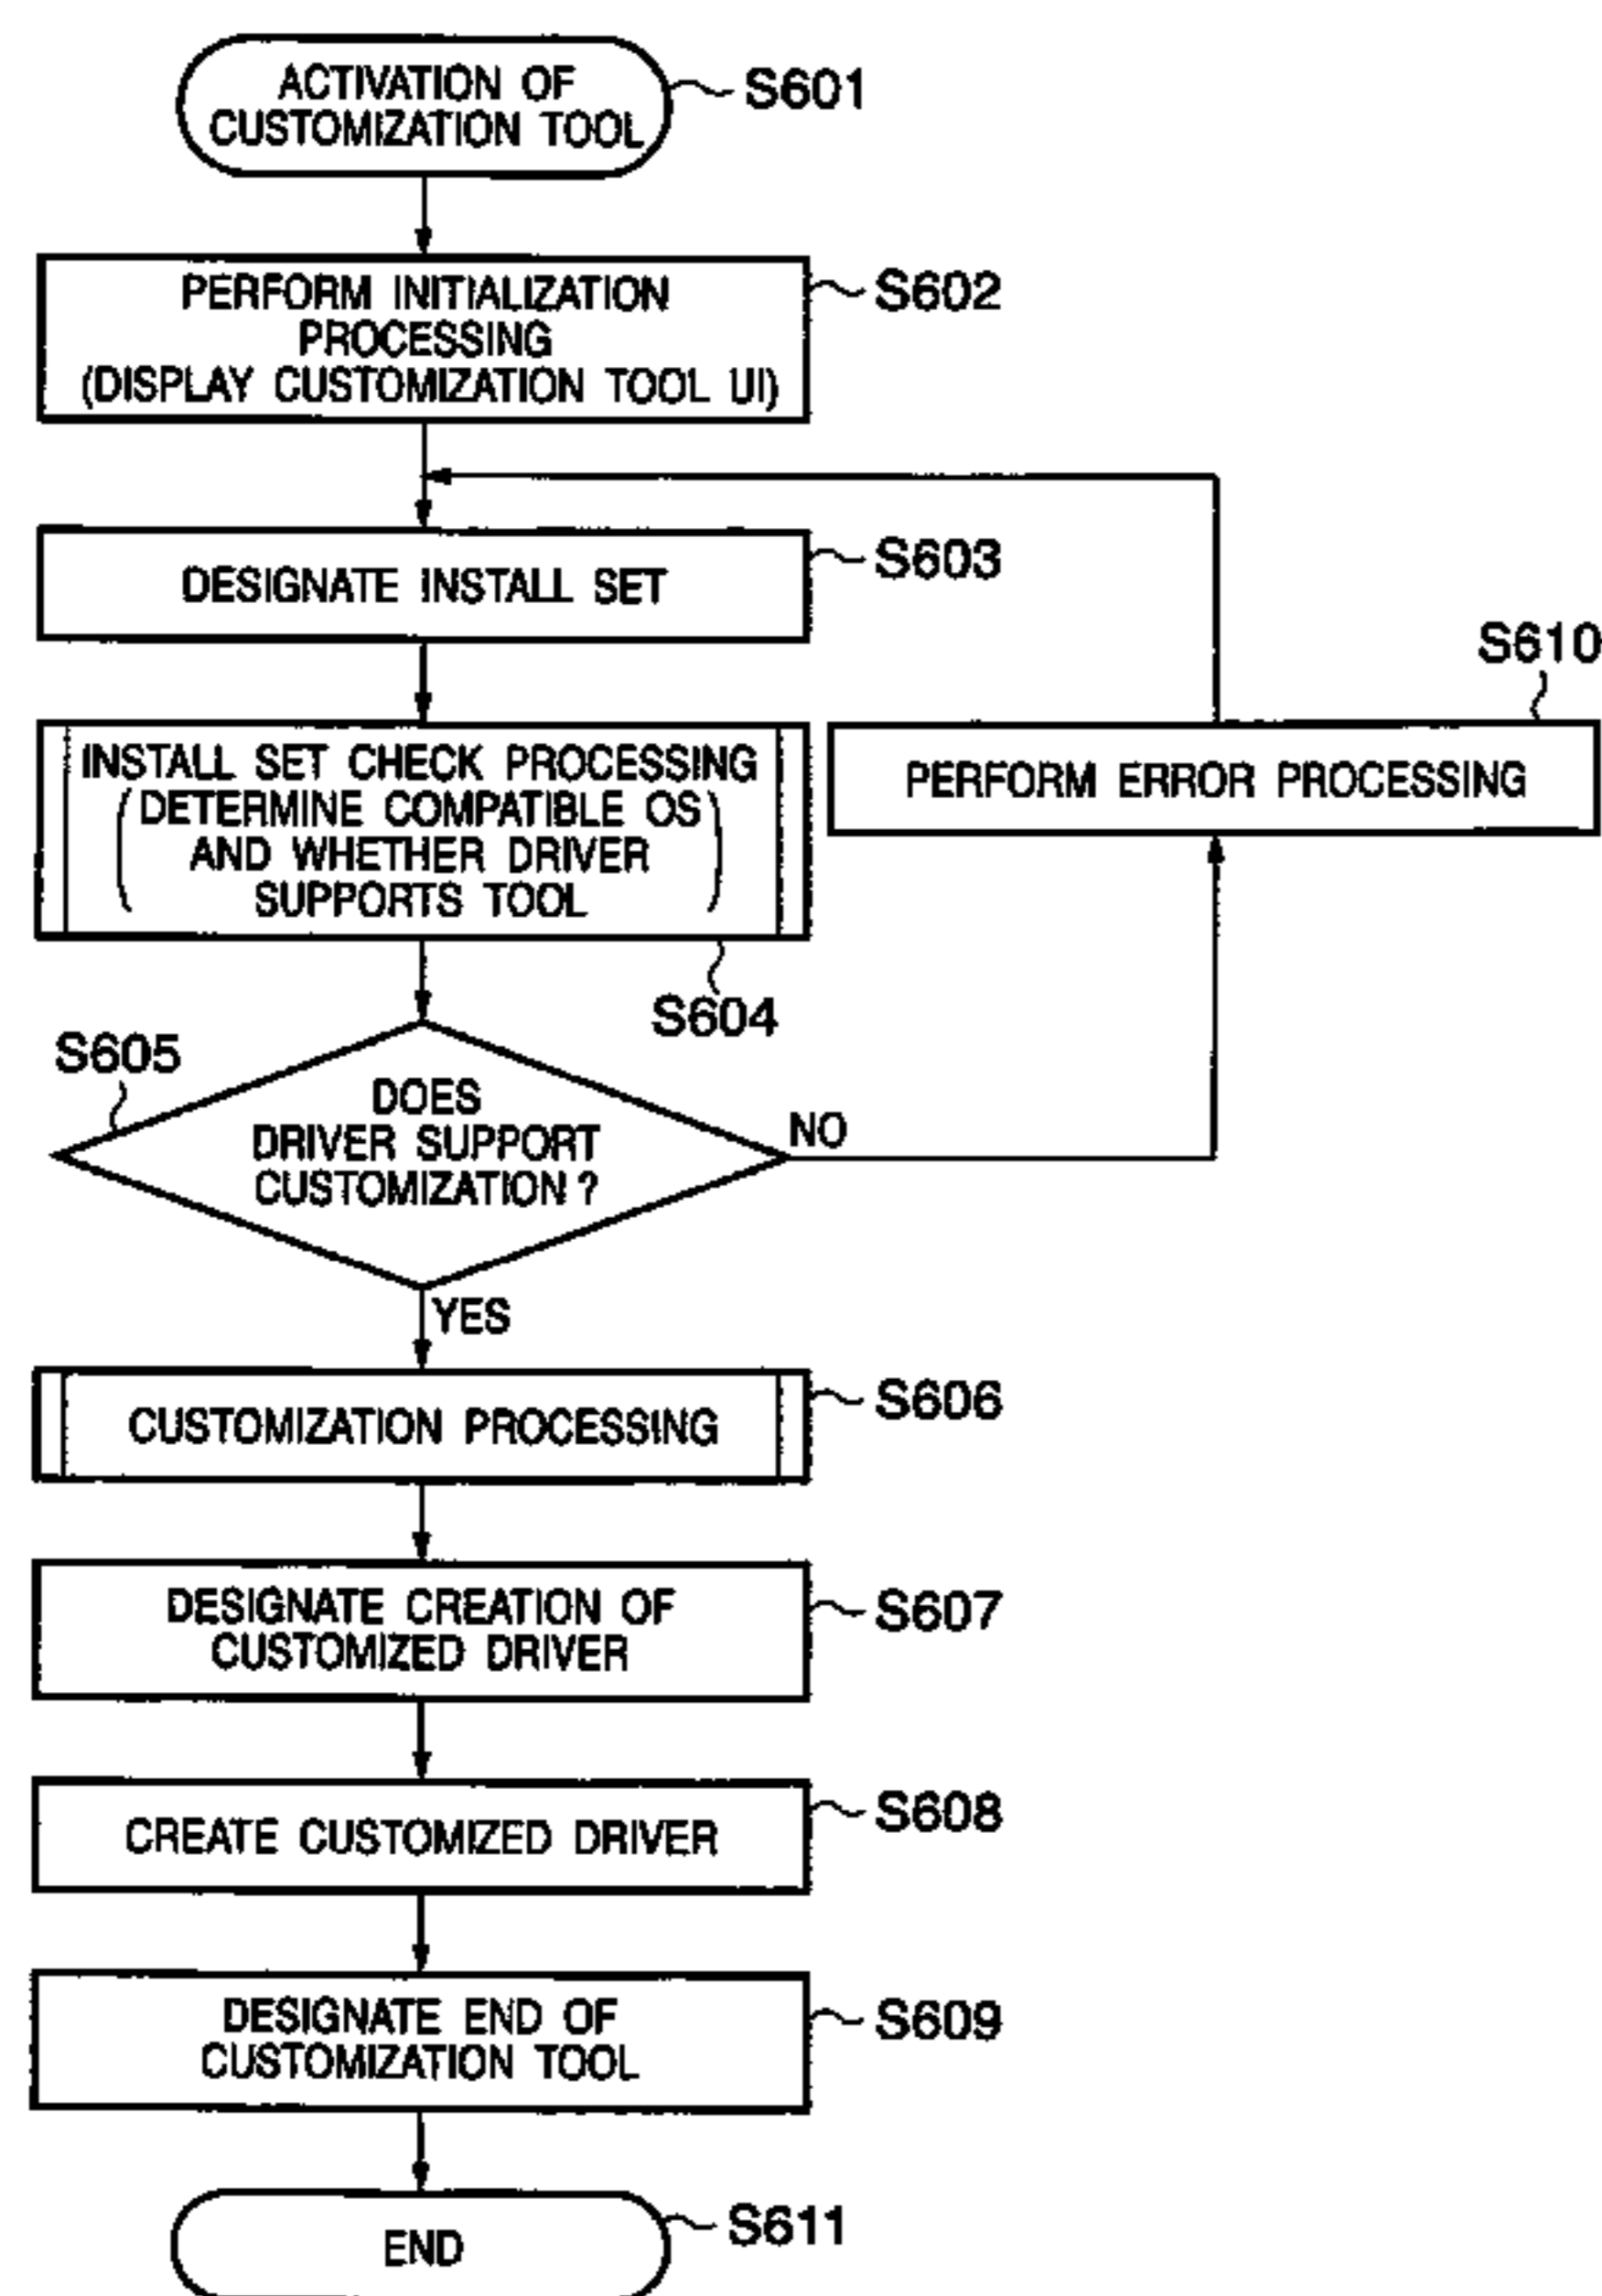 ACTIVATION OF
CUSTOMIZATION TOOL
S601
PERFORM INITIALIZATION
PROCESSING
(DISPLAY CUSTOMIZATION TOOL UI)
S602
DESIGNATE INSTALL SET
S603
INSTALL SET CHECK PROCESSING
(DETERMINE COMPATIBLE OS
AND WHETHER DRIVER
SUPPORTS TOOL)
S604
S610
PERFORM ERROR PROCESSING
S605
DOES
DRIVER SUPPORT
CUSTOMIZATION?
NO
YES
CUSTOMIZATION PROCESSING
S606
DESIGNATE CREATION OF
CUSTOMIZED DRIVER
S607
CREATE CUSTOMIZED DRIVER
S608
DESIGNATE END OF
CUSTOMIZATION TOOL
S609
END
S611